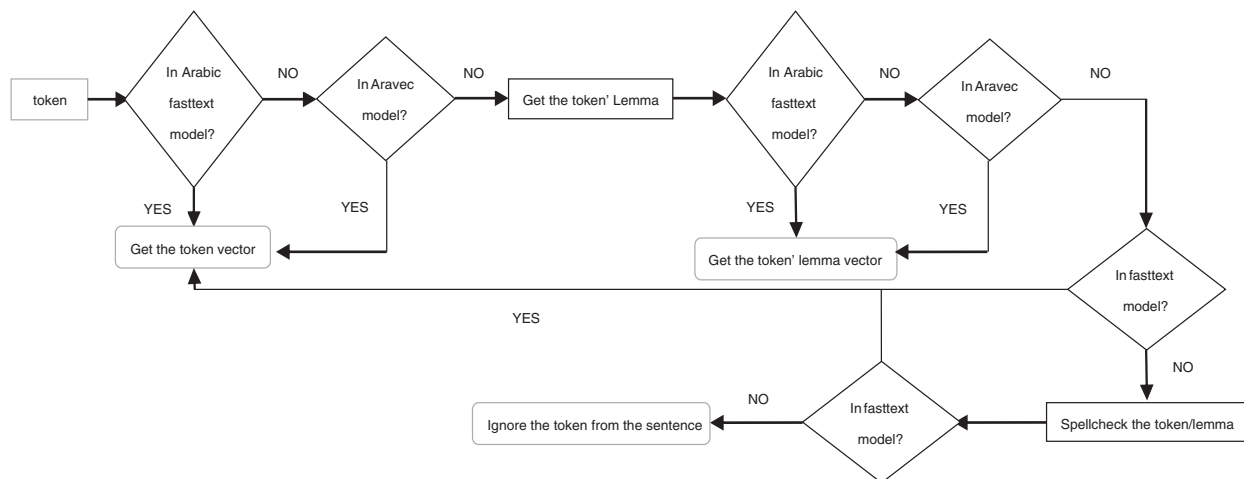 token
In Arabic
fasttext
model?
NO
In Aravec
model?
NO
Get the token' Lemma
In Arabic
fasttext
model?
NO
In Aravec
model?
NO
YES
YES
Get the token vector
YES
YES
Get the token' lemma vector
In fasttext
model?
YES
NO
Spellcheck the token/lemma
In fasttext
model?
NO
Ignore the token from the sentence